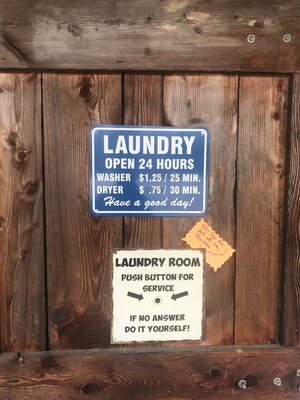 LAUNDRY
OPEN 24 HOURS
WASHER $1.25 / 25 MIN.
DRYER $ .75 / 30 MIN.
Have a good day!
LAUNDRY ROOM
PUSH BUTTON FOR
SERVICE
IF NO ANSWER
DO IT YOURSELF!